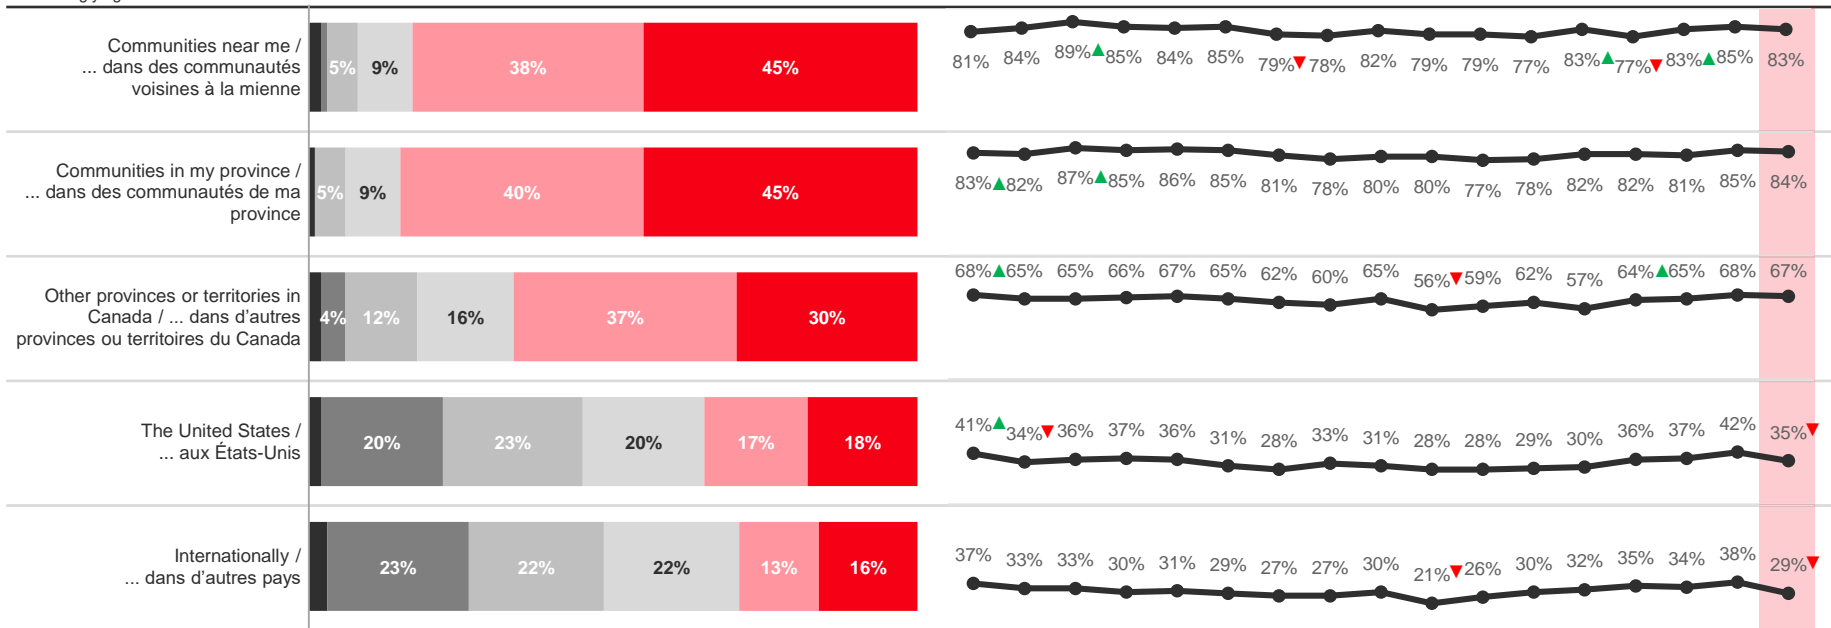 Communities near me /
... dans des communautés
voisines à la mienne
5% 9% 38% 45%
81% 84% 89% 85% 84% 85% 79% 78% 82% 79% 79% 77% 83% 77% 83% 85% 83%
Communities in my province /
... dans des communautés de ma
province
5% 9% 40% 45%
83% 82% 87% 85% 86% 85% 81% 78% 80% 80% 77% 78% 82% 82% 81% 85% 84%
Other provinces or territories in
Canada / ... dans d'autres
provinces ou territoires du Canada
4% 12% 16% 37% 30%
68% 65% 65% 66% 67% 65% 62% 60% 65% 56% 59% 62% 57% 64% 65% 68% 67%
The United States /
... aux États-Unis
20% 23% 20% 17% 18%
41% 34% 36% 37% 36% 31% 28% 33% 31% 28% 28% 29% 30% 36% 37% 42% 35%
Internationally /
... dans d'autres pays
23% 22% 22% 13% 16%
37% 33% 33% 30% 31% 29% 27% 27% 30% 21% 26% 30% 32% 35% 34% 38% 29%